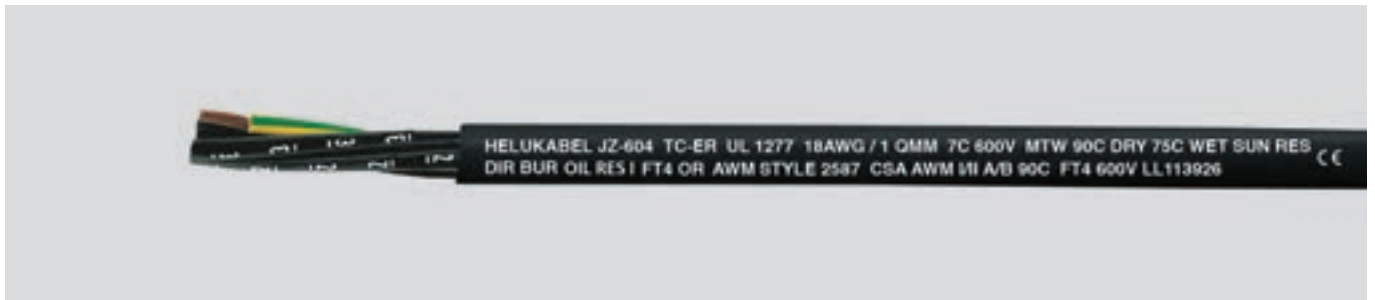 HELUKABEL JZ-604 TC-ER UL 1277 18AWG / 1 QMM 7C 600V MTW 90C DRY 75C WET SUN RES CE
DIR BUR OIL RES I FT4 OR AWM STYLE 2587 CSA AWM I/II A/B 90C FT4 600V LL113926